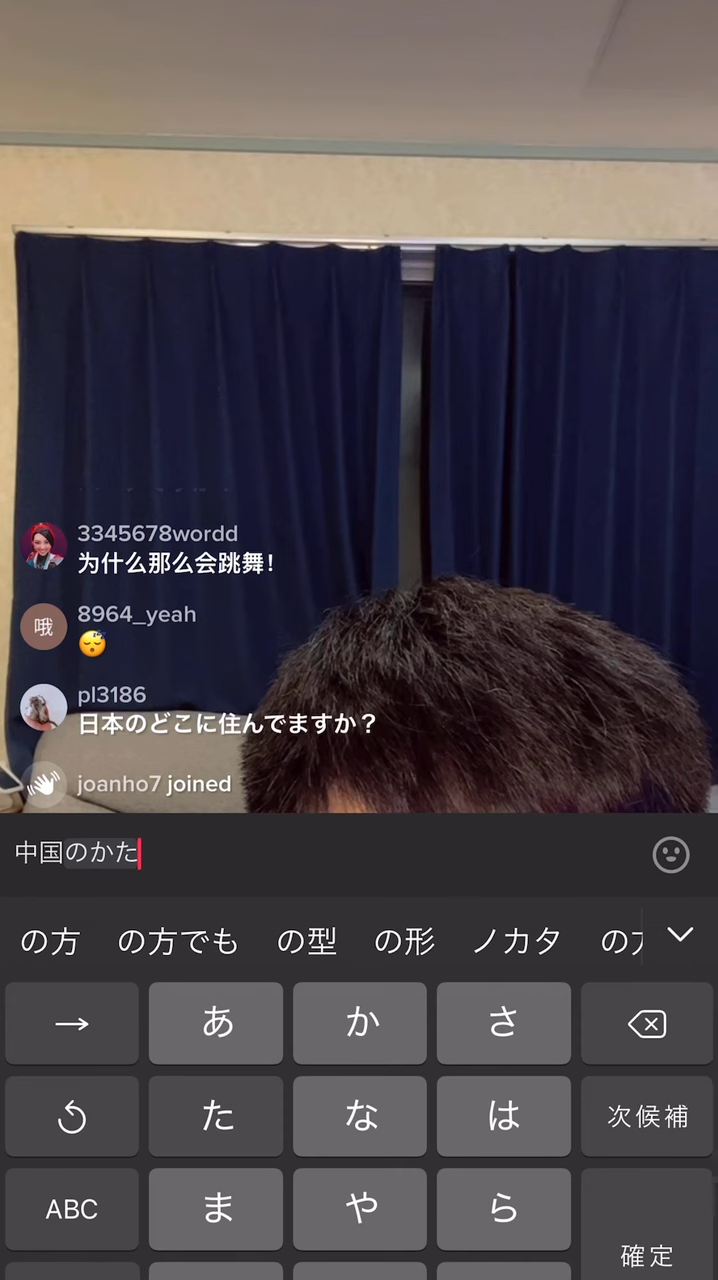 3345678wordd
为什么那么会跳舞！
哦
8964_yeah
pl3186
日本のどこに住んでますか？
joanho7 joined
中国のかた
の方 の方でも の型 の形 ノカタ
→ あ か さ
た な は 次候補
ABC ま や ら
確定